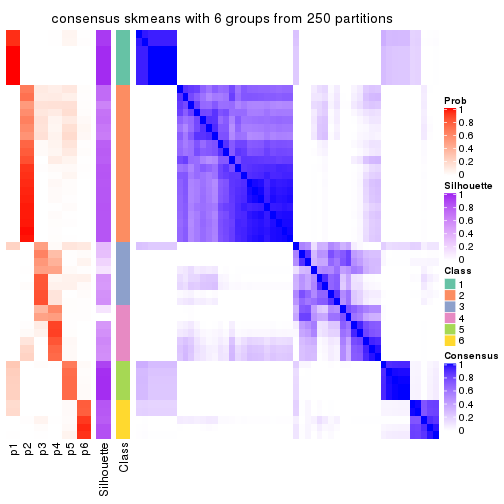 consensus skmeans with 6 groups from 250 partitions
Prob
1
0.8
0.6
0.4
0.2
0
Silhouette
1
0.8
0.6
0.4
0.2
0
Class
1
2
3
4
5
6
Consensus
1
0.8
0.6
0.4
0.2
0
p1
p2
p3
p4
p5
p6
Silhouette
Class